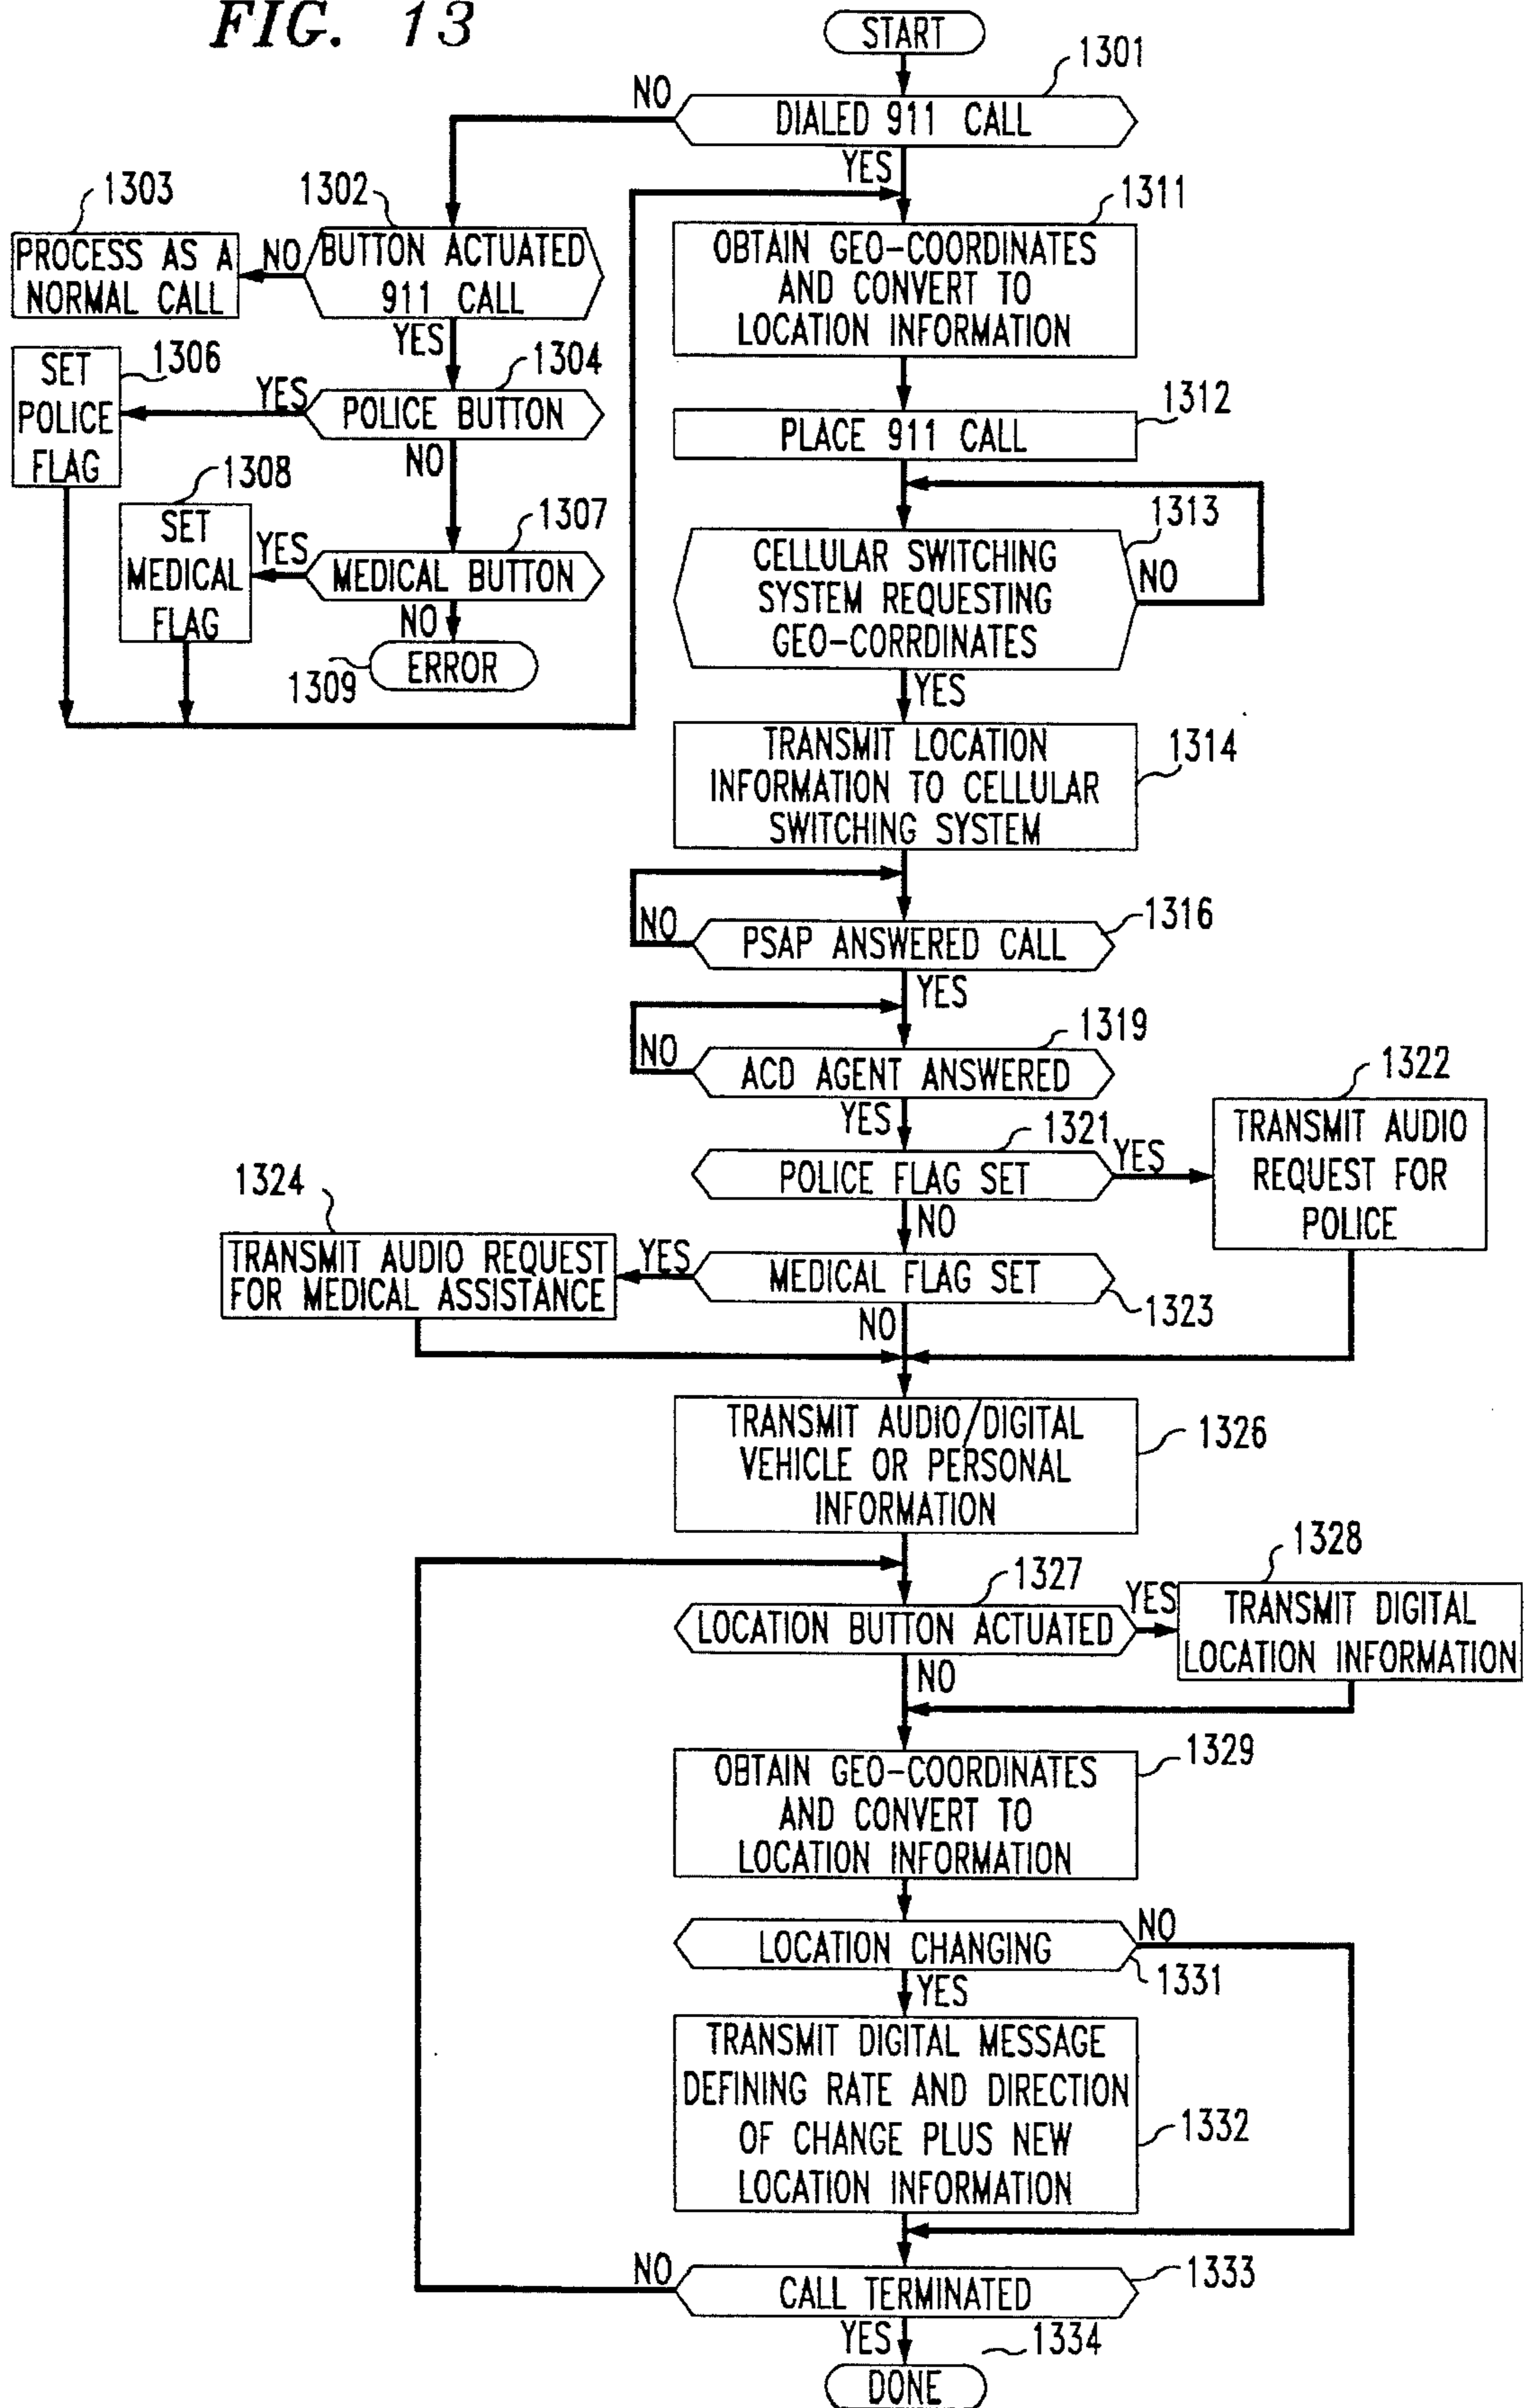 FIG. 13
START
1301
NO
DIALED 911 CALL
YES
1303
1302
1311
PROCESS AS A
NORMAL CALL
NO
BUTTON ACTUATED
911 CALL
OBTAIN GEO-COORDINATES
AND CONVERT TO
LOCATION INFORMATION
YES
1306
1304
SET
POLICE
FLAG
YES
POLICE BUTTON
NO
1312
PLACE 911 CALL
1308
1307
SET
MEDICAL
FLAG
YES
MEDICAL BUTTON
NO
1309
ERROR
1313
CELLULAR SWITCHING
SYSTEM REQUESTING
GEO-CORRDINATES
NO
YES
TRANSMIT LOCATION
INFORMATION TO CELLULAR
SWITCHING SYSTEM
1314
NO
PSAP ANSWERED CALL
1316
YES
1319
NO
ACD AGENT ANSWERED
YES
1322
1321
POLICE FLAG SET
YES
TRANSMIT AUDIO
REQUEST FOR
POLICE
NO
1324
TRANSMIT AUDIO REQUEST
FOR MEDICAL ASSISTANCE
YES
MEDICAL FLAG SET
1323
NO
TRANSMIT AUDIO/DIGITAL
VEHICLE OR PERSONAL
INFORMATION
1326
1327
1328
LOCATION BUTTON ACTUATED
YES
TRANSMIT DIGITAL
LOCATION INFORMATION
NO
1329
OBTAIN GEO-COORDINATES
AND CONVERT TO
LOCATION INFORMATION
LOCATION CHANGING
NO
1331
YES
TRANSMIT DIGITAL MESSAGE
DEFINING RATE AND DIRECTION
OF CHANGE PLUS NEW
LOCATION INFORMATION
1332
NO
CALL TERMINATED
1333
YES
1334
DONE